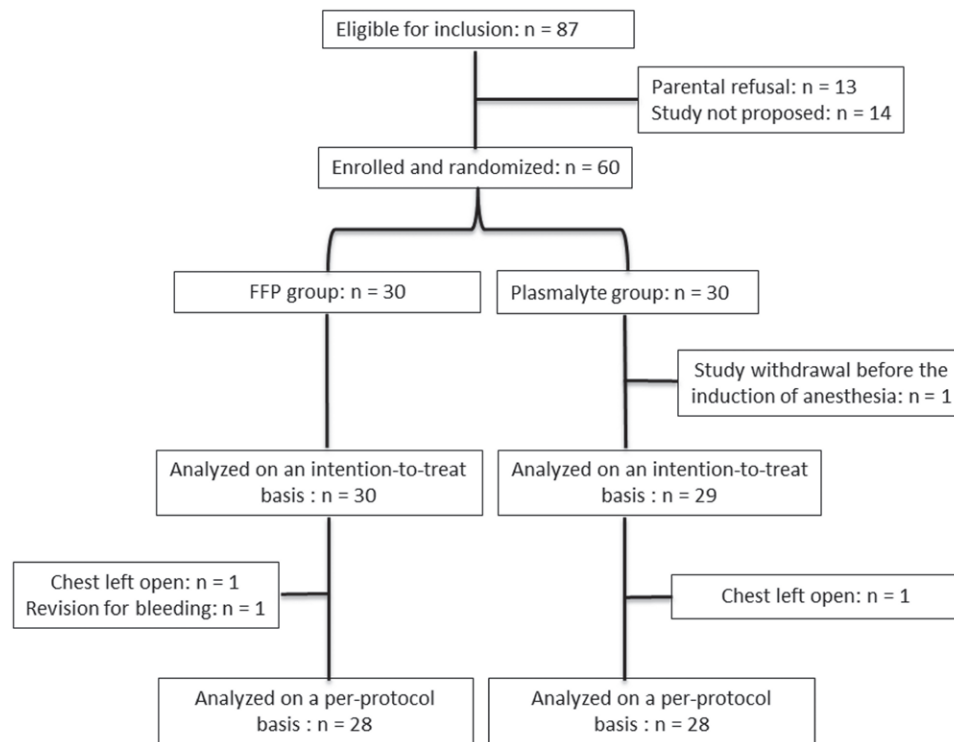 Eligible for inclusion: n = 87
Parental refusal: n = 13
Study not proposed: n = 14
Enrolled and randomized: n = 60
FFP group: n = 30
Plasmalyte group: n = 30
Study withdrawal before the
induction of anesthesia: n = 1
Analyzed on an intention-to-treat
basis : n = 30
Analyzed on an intention-to-treat
basis : n = 29
Chest left open: n = 1
Revision for bleeding: n = 1
Chest left open: n = 1
Analyzed on a per-protocol
basis : n = 28
Analyzed on a per-protocol
basis : n = 28